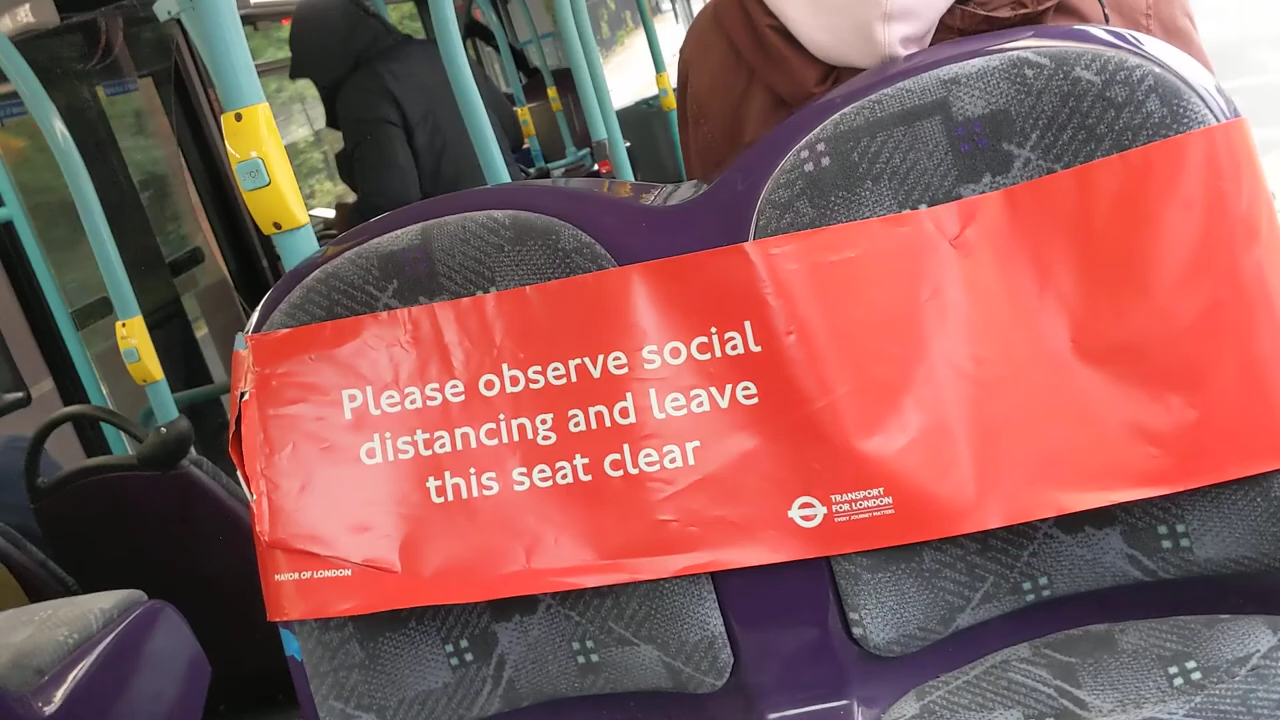 STOP
Please observe social
distancing and leave
this seat clear
TRANSPORT
FOR LONDON
EVERY JOURNEY MATTERS
MAYOR OF LONDON